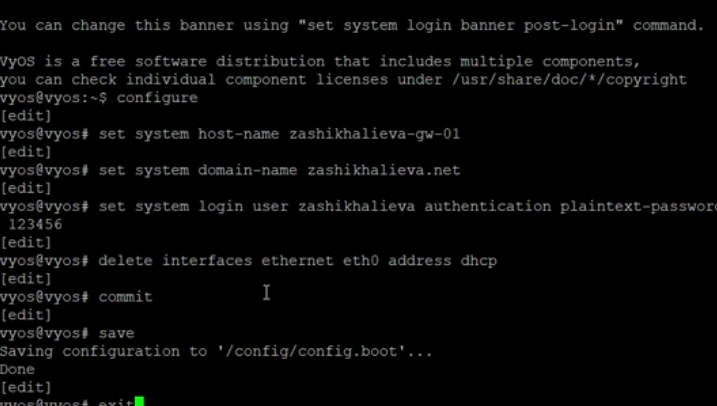 You can change this banner using "set system login banner post-login" command.
VyOS is a free software distribution that includes multiple components,
you can check individual component licenses under /usr/share/doc/*/copyright
vyos@vyos:~$ configure
[edit]
vyos@vyos# set system host-name zashikhalieva-gw-01
[edit]
vyos@vyos# set system domain-name zashikhalieva.net
[edit]
vyos@vyos# set system login user zashikhalieva authentication plaintext-password
123456
[edit]
vyos@vyos# delete interfaces ethernet eth0 address dhcp
[edit]
vyos@vyos# commit
[edit]
vyos@vyos# save
Saving configuration to '/config/config.boot'...
Done
[edit]
vyos@vyos# exit